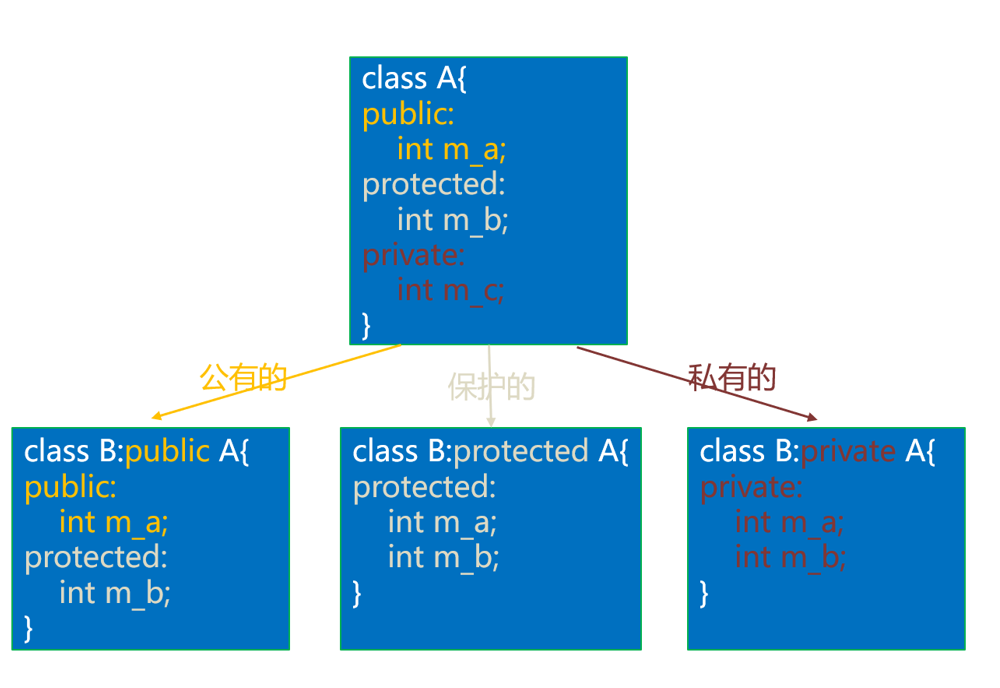 class A{
public:
int m_a;
protected:
int m_b;
private:
int m_c;
}
公有的
保护的
私有的
class B:public A{
public:
int m_a;
protected:
int m_b;
}
class B:protected A{
protected:
int m_a;
int m_b;
}
class B:private A{
private:
int m_a;
int m_b;
}